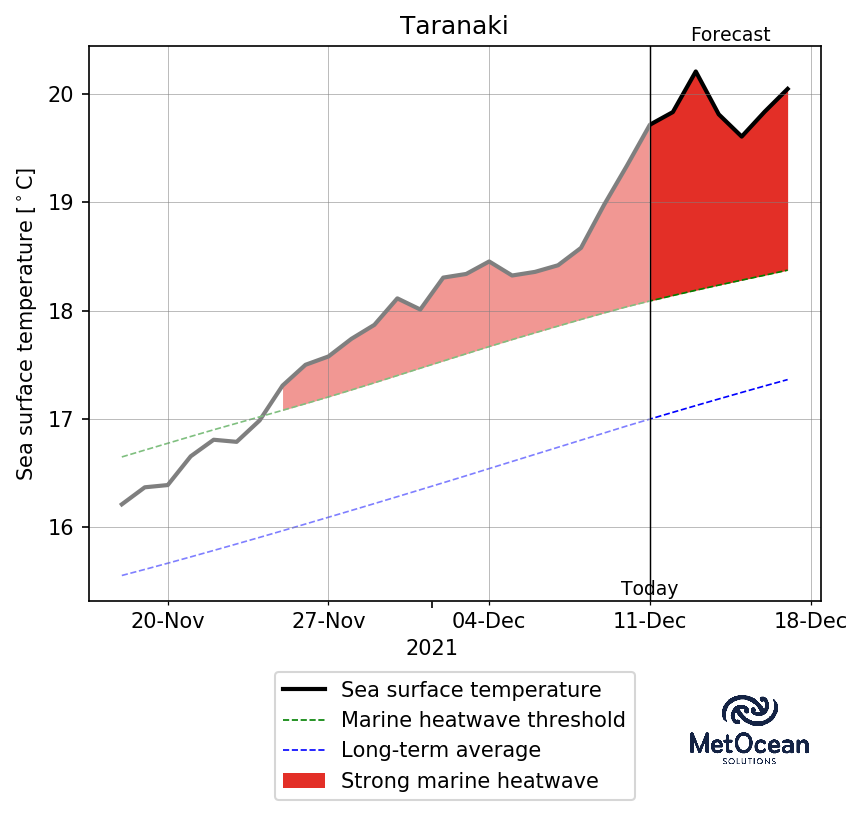 Taranaki
Forecast
20
19
18
17
16
Sea surface temperature [°C]
Today
20-Nov 27-Nov 04-Dec 11-Dec 18-Dec
2021
Sea surface temperature
Marine heatwave threshold
Long-term average
Strong marine heatwave
MetOcean
SOLUTIONS